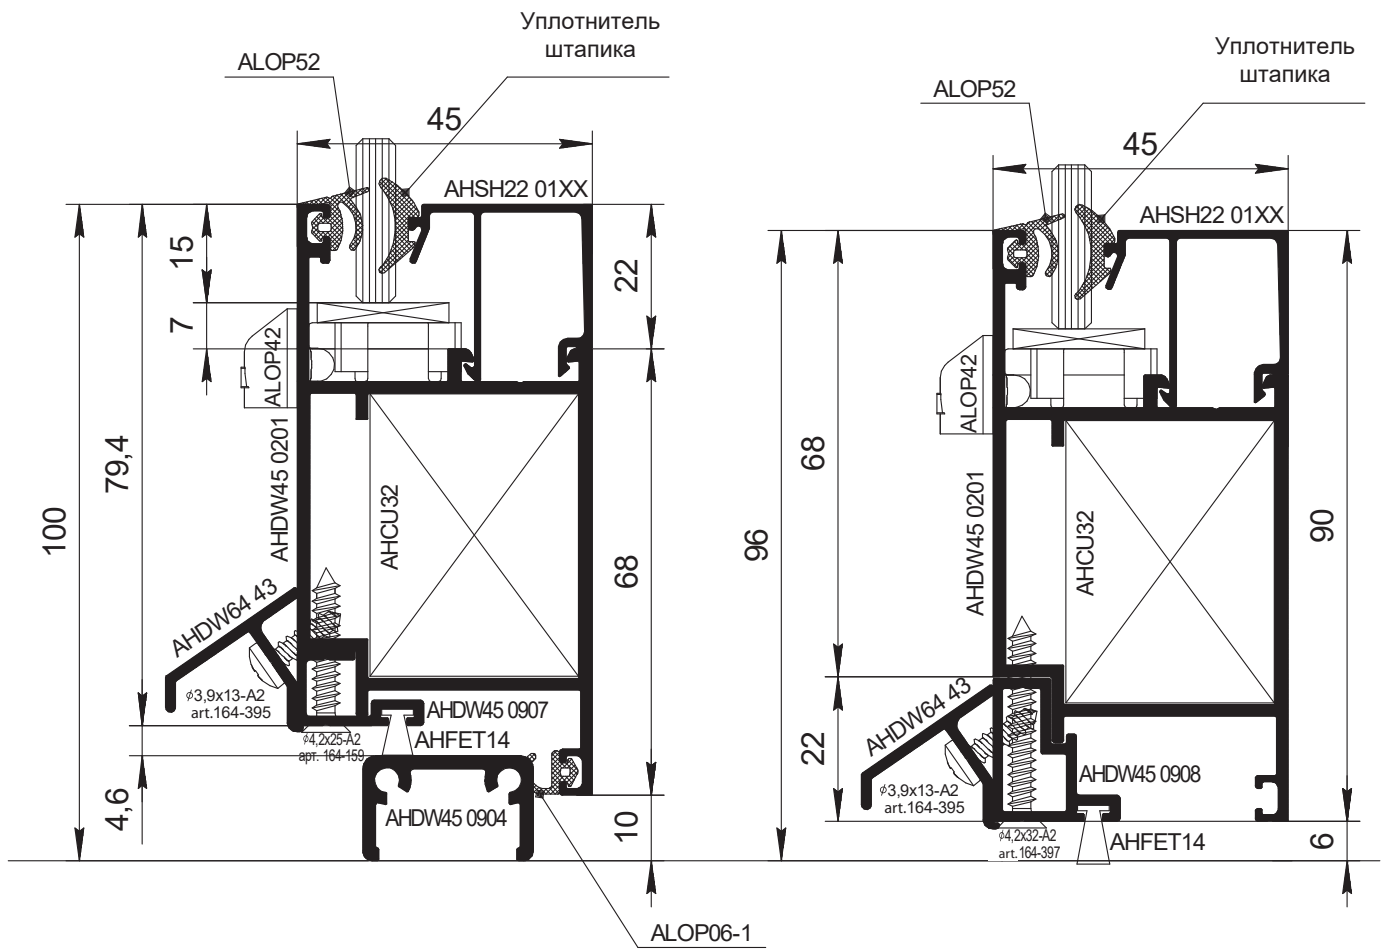 Уплотнитель
штапика
ALOP52
45
AHSH22 01XX
15
7
22
ALOP42
79,4
100
AHDW45 0201
AHCU32
68
AHDW64 43
ϕ3,9x13-A2
art.164-395
AHDW45 0907
ϕ4,2x25-A2
арт. 164-159
AHFET14
4,6
AHDW45 0904
10
ALOP06-1
Уплотнитель
штапика
ALOP52
45
AHSH22 01XX
ALOP42
68
96
AHDW45 0201
AHCU32
90
AHDW64 43
22
ϕ3,9x13-A2
art.164-395
AHDW45 0908
ϕ4,2x32-A2
art.164-397
AHFET14
6